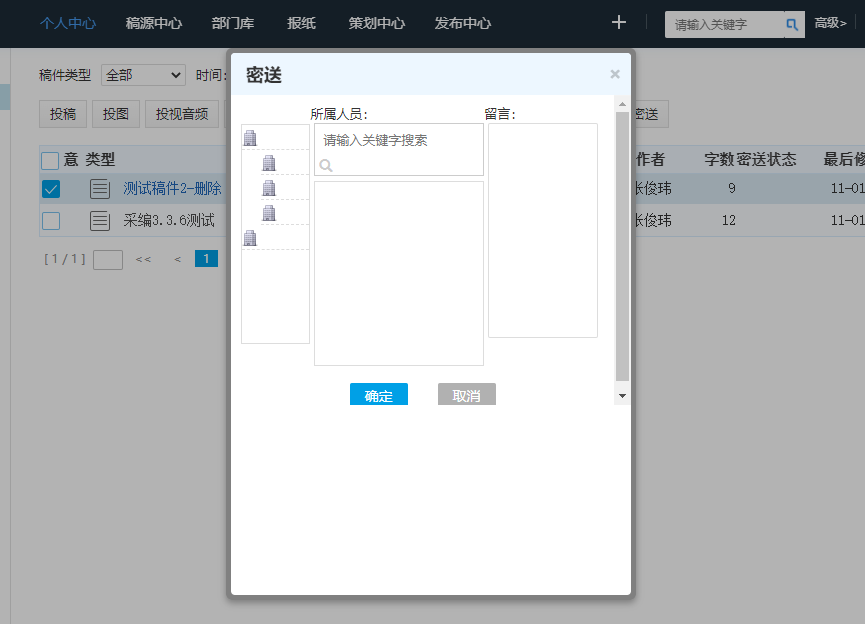 个人中心 稿源中心 部门库 报纸 策划中心 发布中心 + 请输入关键字 高级>
稿件类型 全部 时间:
投稿 投图 投视音频 密送
意 类型 作者 字数 密送状态 最后修
测试稿件2-删除 张俊玮 9 11-01
采编3.3.6测试 张俊玮 12 11-01
[ 1 / 1 ] << < 1
密送 ×
所属人员: 留言:
请输入关键字搜索
确定 取消